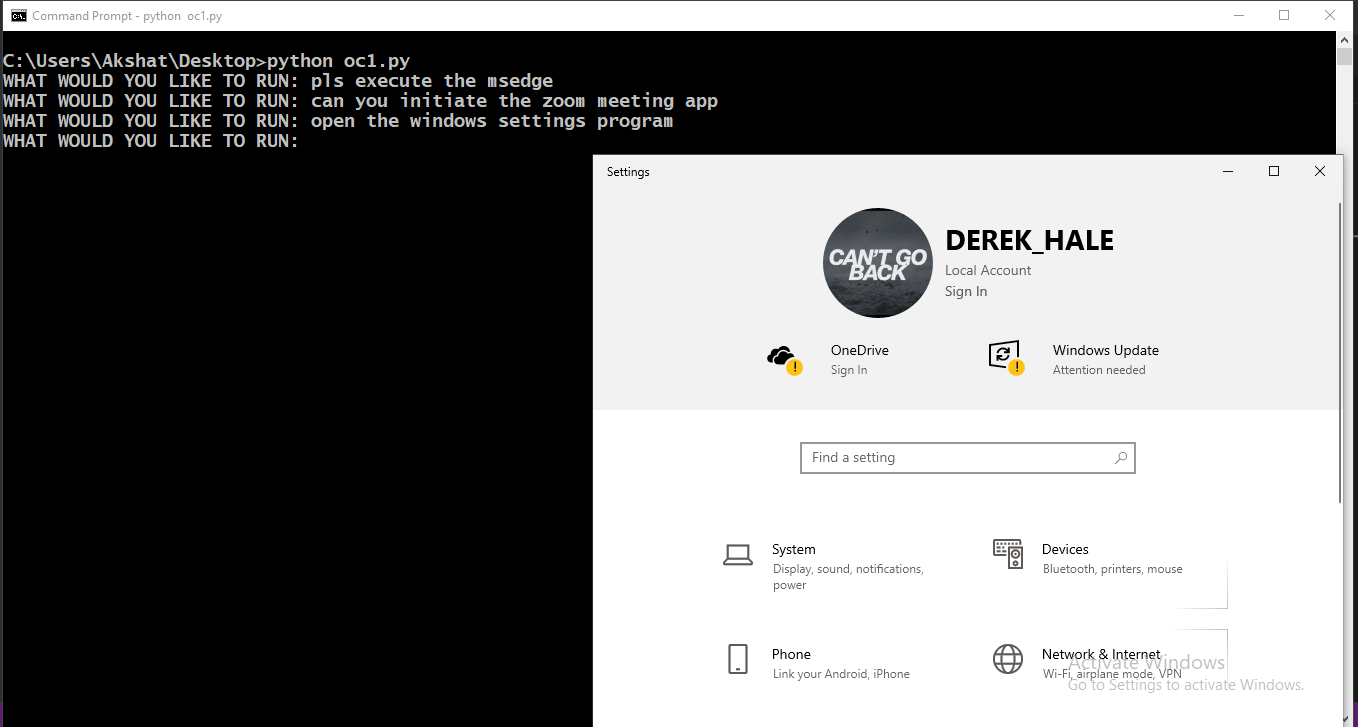 Command Prompt - python oc1.py
C:\Users\Akshat\Desktop>python oc1.py
WHAT WOULD YOU LIKE TO RUN: pls execute the msedge
WHAT WOULD YOU LIKE TO RUN: can you initiate the zoom meeting app
WHAT WOULD YOU LIKE TO RUN: open the windows settings program
WHAT WOULD YOU LIKE TO RUN:
Settings
CAN'T GO
BACK
DEREK_HALE
Local Account
Sign In
OneDrive
Sign In
Windows Update
Attention needed
Find a setting
System
Display, sound, notifications,
power
Devices
Bluetooth, printers, mouse
Phone
Link your Android, iPhone
Network & Internet
Wi-Fi, airplane mode, VPN
Activate Windows
Go to Settings to activate Windows.